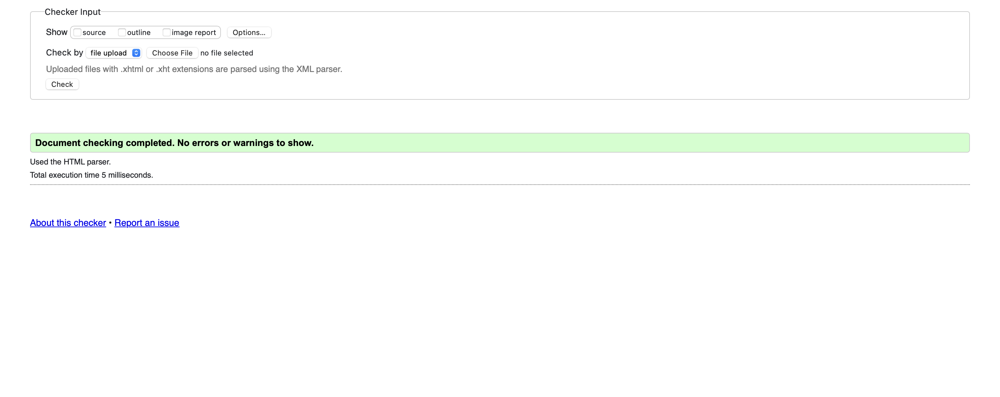 Checker Input
Show source outline image report Options...
Check by file upload Choose File no file selected
Uploaded files with .xhtml or .xht extensions are parsed using the XML parser.
Check
Document checking completed. No errors or warnings to show.
Used the HTML parser.
Total execution time 5 milliseconds.
About this checker • Report an issue